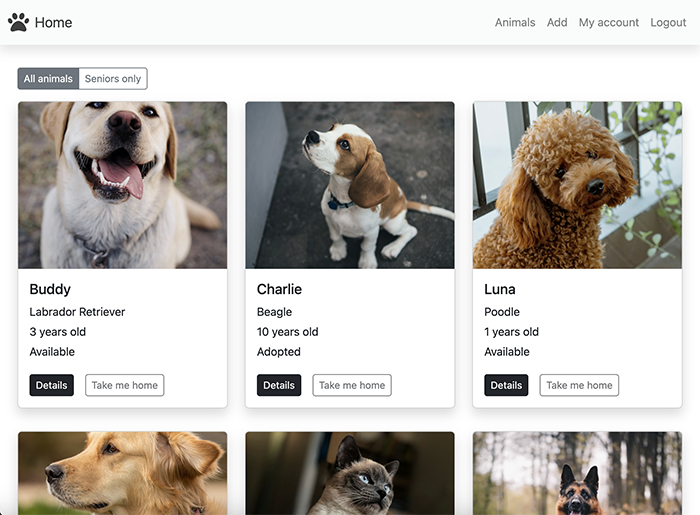 Home
Animals Add My account Logout
All animals Seniors only
Buddy
Labrador Retriever
3 years old
Available
Details Take me home
Charlie
Beagle
10 years old
Adopted
Details Take me home
Luna
Poodle
1 years old
Available
Details Take me home